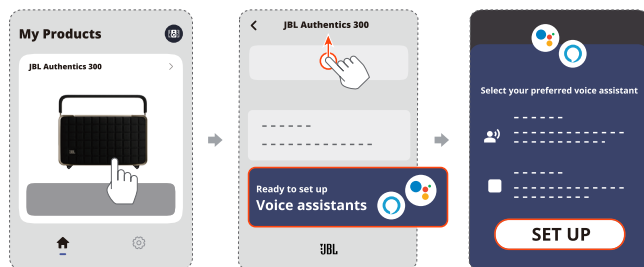 My Products
JBL Authentics 300
JBL Authentics 300
Ready to set up
Voice assistants
JBL
Select your preferred voice assistant
SET UP